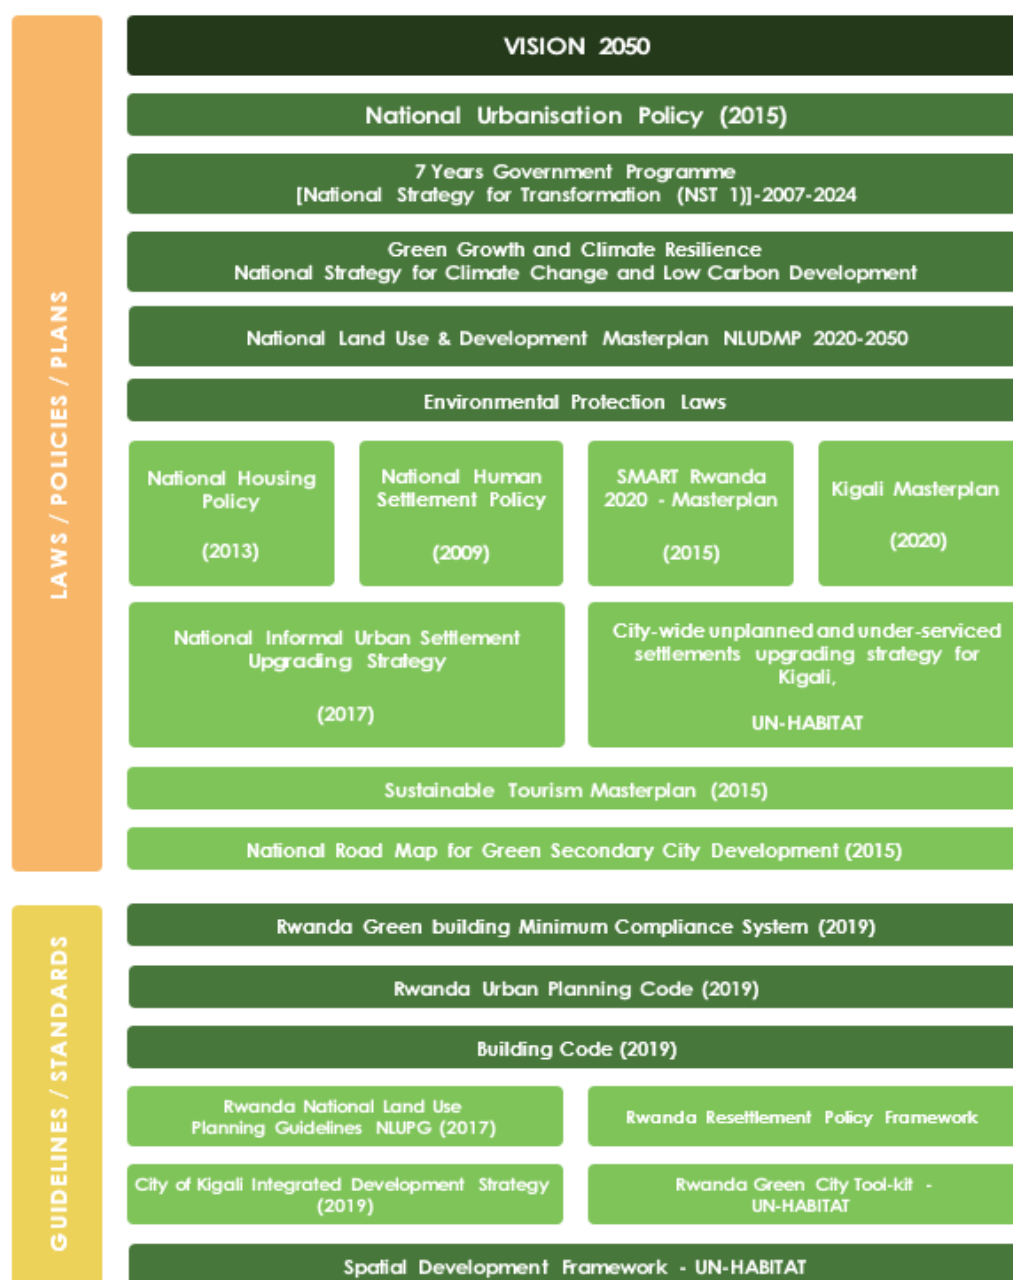 LAWS / POLICIES / PLANS
VISION 2050
National Urbanisation Policy (2015)
7 Years Government Programme
[National Strategy for Transformation (NST 1)]-2007-2024
Green Growth and Climate Resilience
National Strategy for Climate Change and Low Carbon Development
National Land Use & Development Masterplan NLUDMP 2020-2050
Environmental Protection Laws
National Housing
Policy
(2013)
National Human
Settlement Policy
(2009)
SMART Rwanda
2020 - Masterplan
(2015)
Kigali Masterplan
(2020)
National Informal Urban Settlement
Upgrading Strategy
(2017)
City-wide unplanned and under-serviced
settlements upgrading strategy for
Kigali,
UN-HABITAT
Sustainable Tourism Masterplan (2015)
National Road Map for Green Secondary City Development (2015)
GUIDELINES / STANDARDS
Rwanda Green building Minimum Compliance System (2019)
Rwanda Urban Planning Code (2019)
Building Code (2019)
Rwanda National Land Use
Planning Guidelines NLUPG (2017)
Rwanda Resettlement Policy Framework
City of Kigali Integrated Development Strategy
(2019)
Rwanda Green City Tool-kit -
UN-HABITAT
Spatial Development Framework - UN-HABITAT